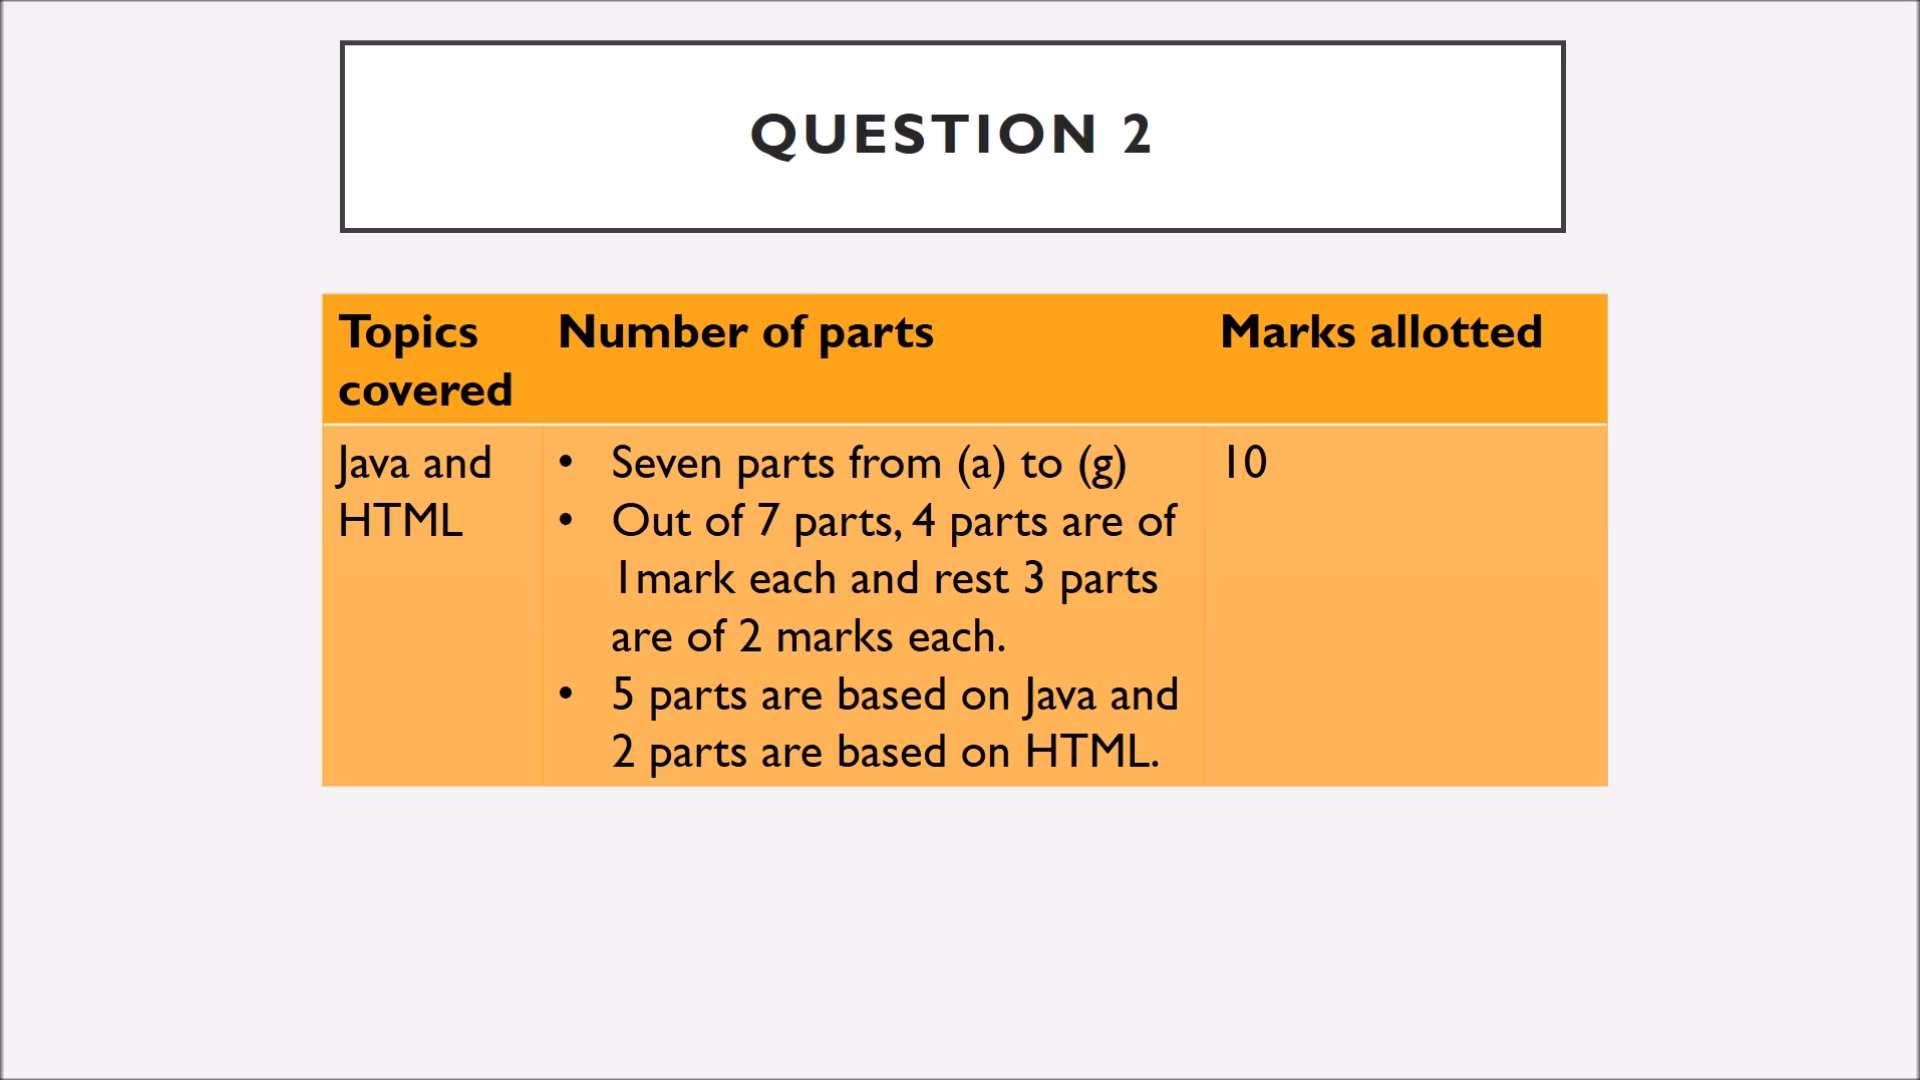 QUESTION 2
Topics covered
Number of parts
Marks allotted
Java and
HTML
• Seven parts from (a) to (g)
• Out of 7 parts, 4 parts are of
1mark each and rest 3 parts
are of 2 marks each.
• 5 parts are based on Java and
2 parts are based on HTML.
10